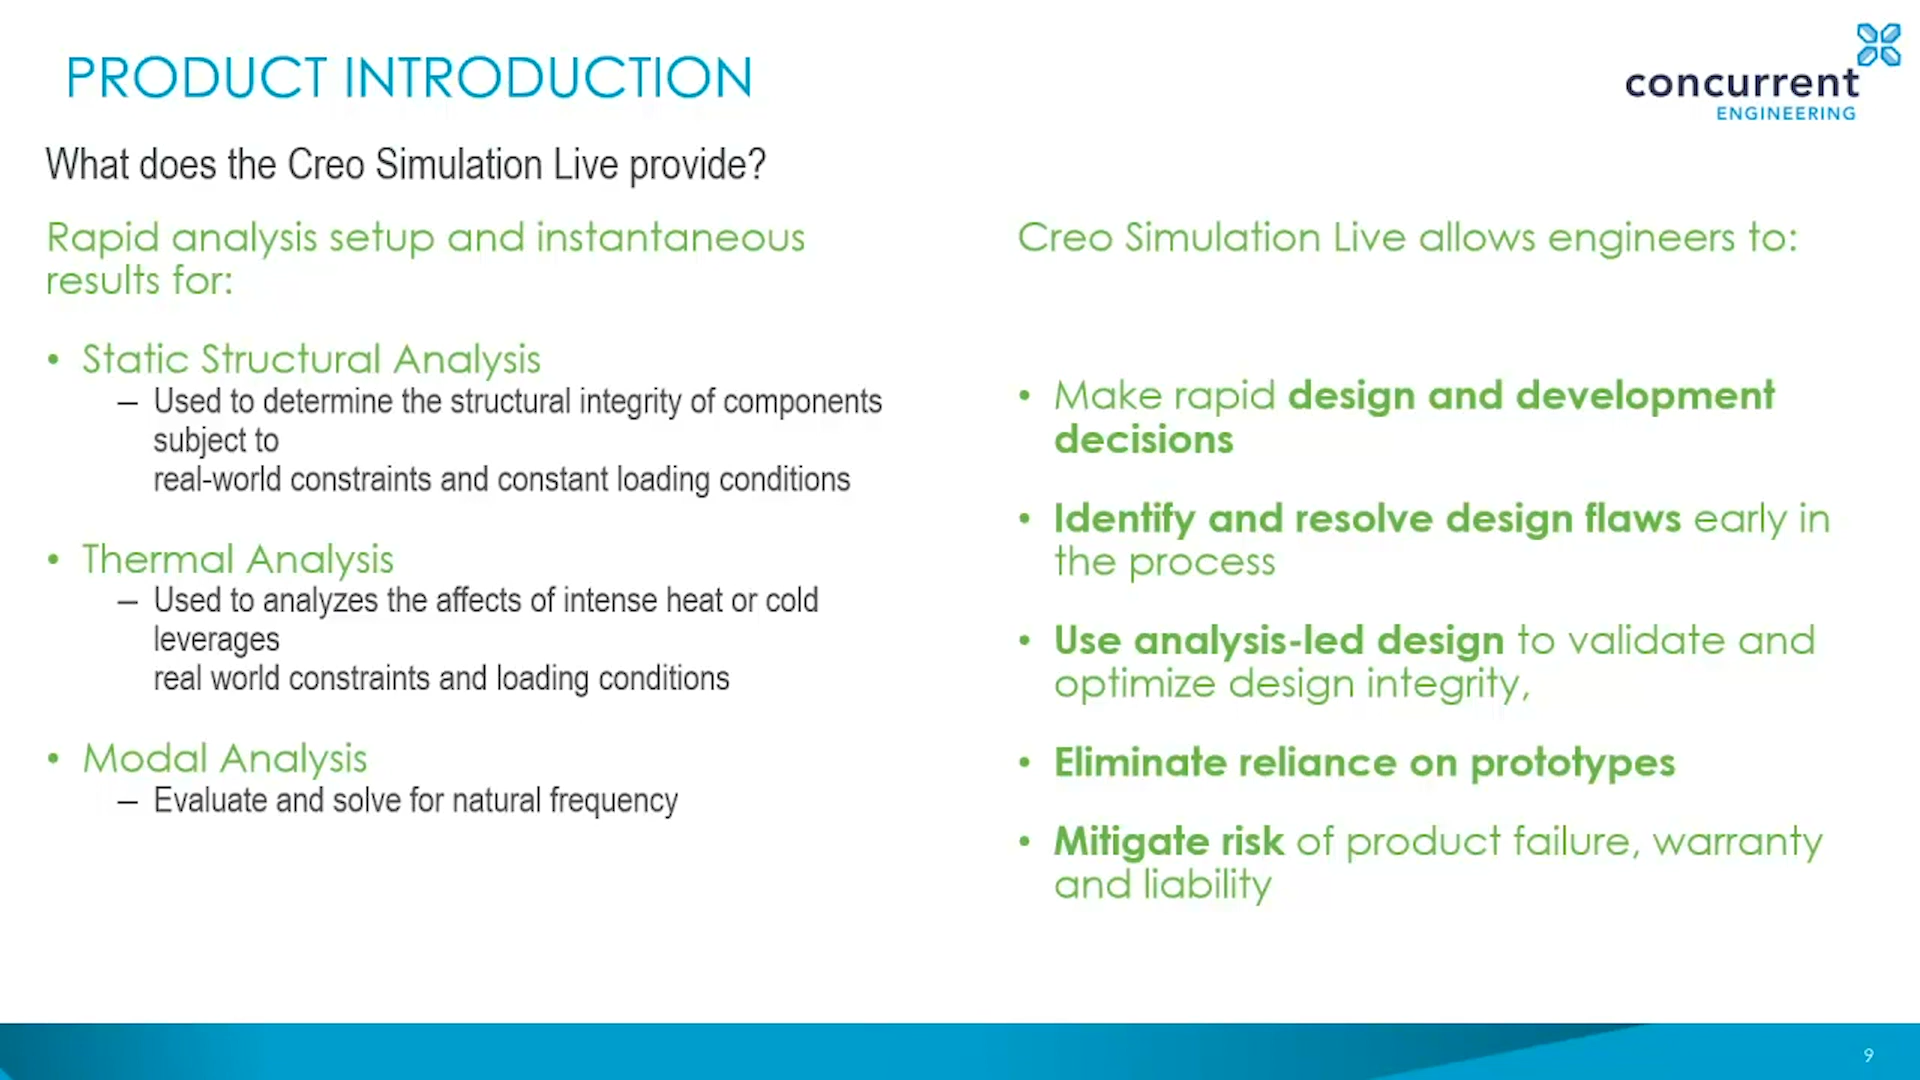 PRODUCT INTRODUCTION
concurrent
ENGINEERING
What does the Creo Simulation Live provide?
Rapid analysis setup and instantaneous
results for:
• Static Structural Analysis
– Used to determine the structural integrity of components
subject to
real-world constraints and constant loading conditions
• Thermal Analysis
– Used to analyzes the affects of intense heat or cold
leverages
real world constraints and loading conditions
• Modal Analysis
– Evaluate and solve for natural frequency
Creo Simulation Live allows engineers to:
• Make rapid design and development
decisions
• Identify and resolve design flaws early in
the process
• Use analysis-led design to validate and
optimize design integrity,
• Eliminate reliance on prototypes
• Mitigate risk of product failure, warranty
and liability
9